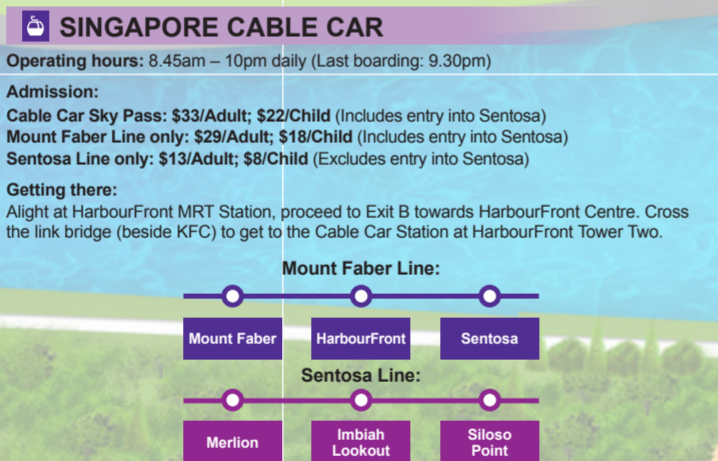 SINGAPORE CABLE CAR
Operating hours: 8.45am – 10pm daily (Last boarding: 9.30pm)
Admission:
Cable Car Sky Pass: $33/Adult; $22/Child (Includes entry into Sentosa)
Mount Faber Line only: $29/Adult; $18/Child (Includes entry into Sentosa)
Sentosa Line only: $13/Adult; $8/Child (Excludes entry into Sentosa)
Getting there:
Alight at HarbourFront MRT Station, proceed to Exit B towards HarbourFront Centre. Cross
the link bridge (beside KFC) to get to the Cable Car Station at HarbourFront Tower Two.
Mount Faber Line:
Mount Faber
HarbourFront
Sentosa
Sentosa Line:
Merlion
Imbiah
Lookout
Siloso
Point